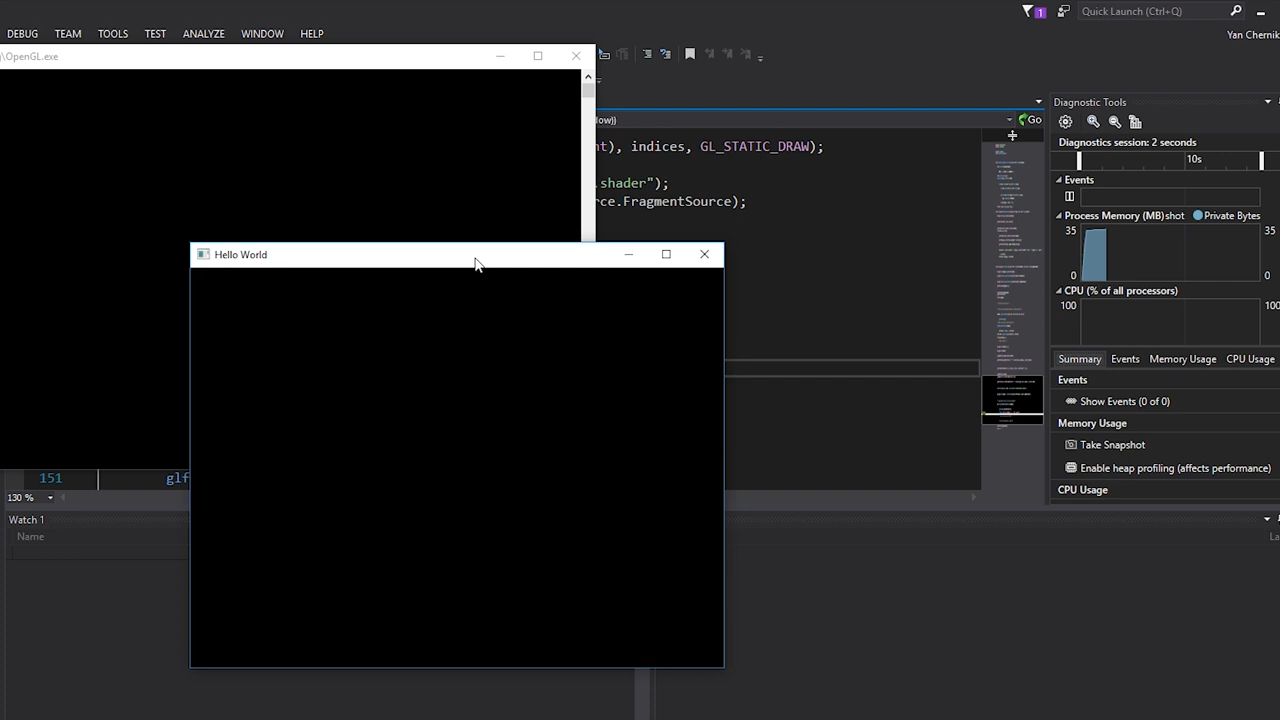 1
Quick Launch (Ctrl+Q)
DEBUG TEAM TOOLS TEST ANALYZE WINDOW HELP
Yan Chernik
\OpenGL.exe
Diagnostic Tools
low)) Go
Diagnostics session: 2 seconds
nt), indices, GL_STATIC_DRAW);
10s
Events
.shader");
rce.FragmentSource);
Process Memory (MB) Private Bytes
35 35
0 0
Hello World
CPU (% of all processors)
100 100
Summary Events Memory Usage CPU Usage
Events
Show Events (0 of 0)
Memory Usage
Take Snapshot
Enable heap profiling (affects performance)
CPU Usage
151 glf
130 %
Watch 1
Name